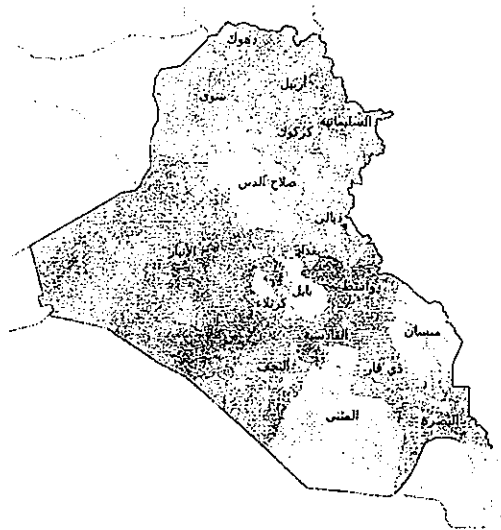 دهوك
أربيل
نينوى
السليمانية
كركوك
صلاح الدين
ديالى
الأنبار
بغداد
واسط
بابل
كربلاء
ميسان
القادسية
النجف
ذي قار
المثنى
البصرة